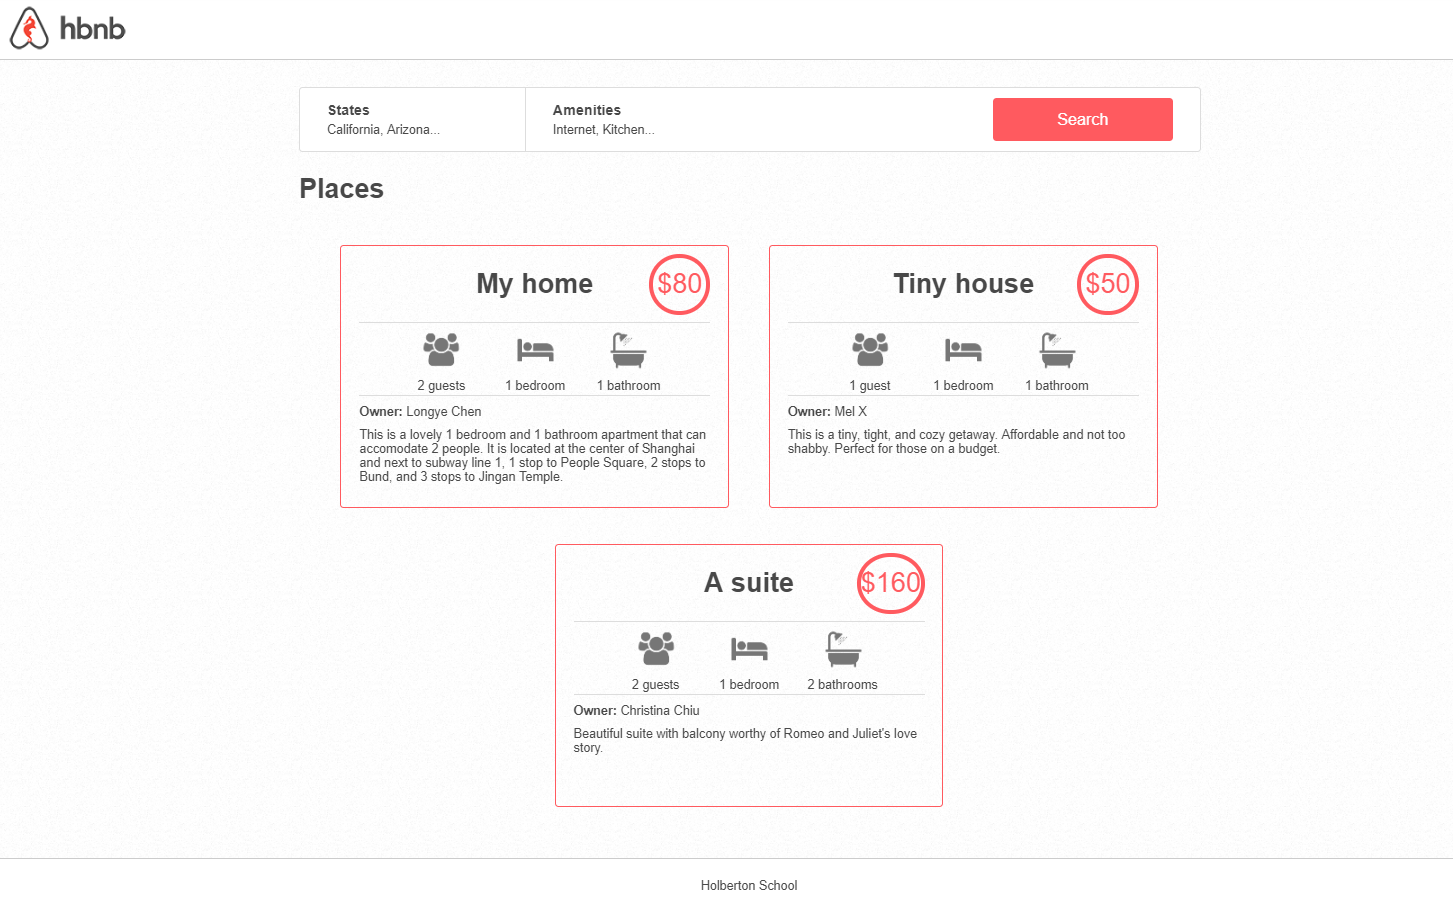 hbnb
States
California, Arizona...
Amenities
Internet, Kitchen...
Search
Places
My home
$80
2 guests
1 bedroom
1 bathroom
Owner: Longye Chen
This is a lovely 1 bedroom and 1 bathroom apartment that can
accomodate 2 people. It is located at the center of Shanghai
and next to subway line 1, 1 stop to People Square, 2 stops to
Bund, and 3 stops to Jingan Temple.
Tiny house
$50
1 guest
1 bedroom
1 bathroom
Owner: Mel X
This is a tiny, tight, and cozy getaway. Affordable and not too
shabby. Perfect for those on a budget.
A suite
$160
2 guests
1 bedroom
2 bathrooms
Owner: Christina Chiu
Beautiful suite with balcony worthy of Romeo and Juliet's love
story.
Holberton School